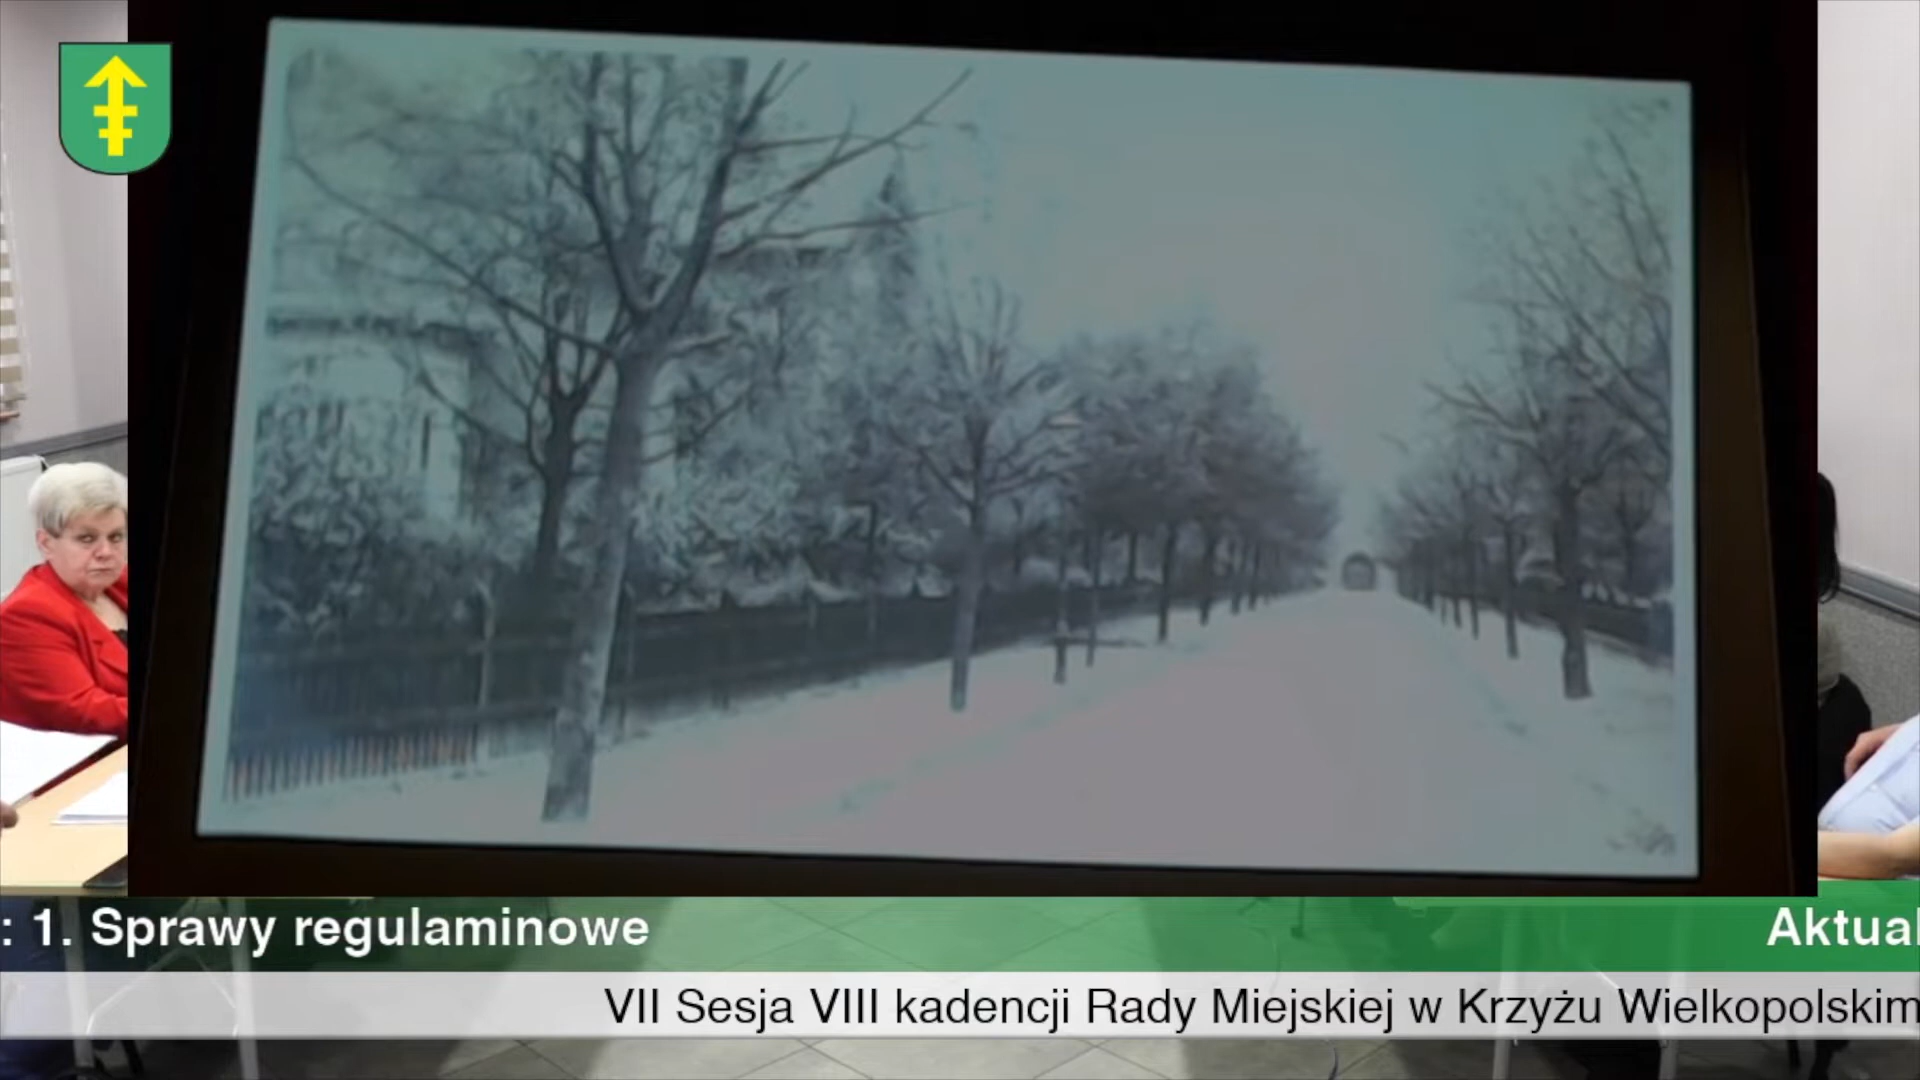 : 1. Sprawy regulaminowe
Aktual
VII Sesja VIII kadencji Rady Miejskiej w Krzyżu Wielkopolskim